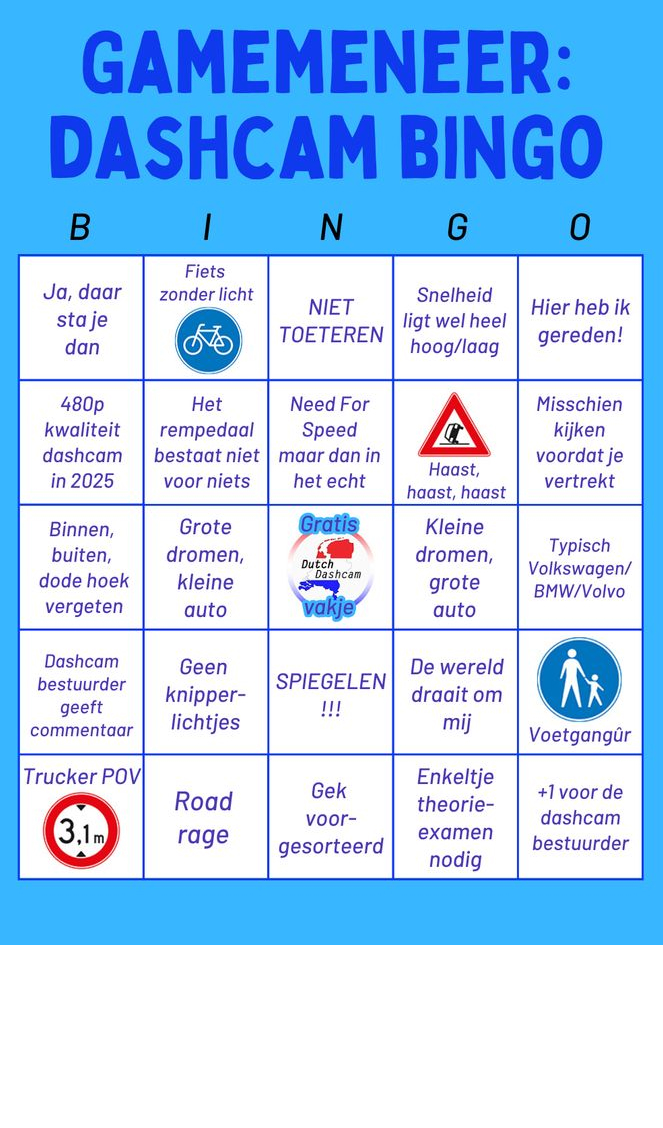 GAMEMENEER:
DASHCAM BINGO
B I N G O
Ja, daar
sta je
dan
Fiets
zonder licht
NIET
TOETEREN
Snelheid
ligt wel heel
hoog/laag
Hier heb ik
gereden!
480p
kwaliteit
dashcam
in 2025
Het
rempedaal
bestaat niet
voor niets
Need For
Speed
maar dan in
het echt
Haast,
haast, haast
Misschien
kijken
voordat je
vertrekt
Binnen,
buiten,
dode hoek
vergeten
Grote
dromen,
kleine
auto
Gratis
Dutch
Dashcam
vakje
Kleine
dromen,
grote
auto
Typisch
Volkswagen/
BMW/Volvo
Dashcam
bestuurder
geeft
commentaar
Geen
knipper-
lichtjes
SPIEGELEN
!!!
De wereld
draait om
mij
Voetgangûr
Trucker POV
3,1m
Road
rage
Gek
voor-
gesorteerd
Enkeltje
theorie-
examen
nodig
+1 voor de
dashcam
bestuurder